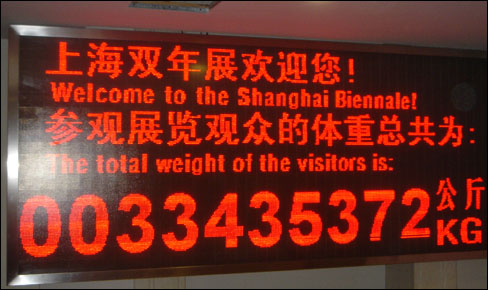 上海双年展欢迎您!
Welcome to the Shanghai Biennale!
参观展览观众的体重总共为:
The total weight of the visitors is:
0033435372 公斤
KG